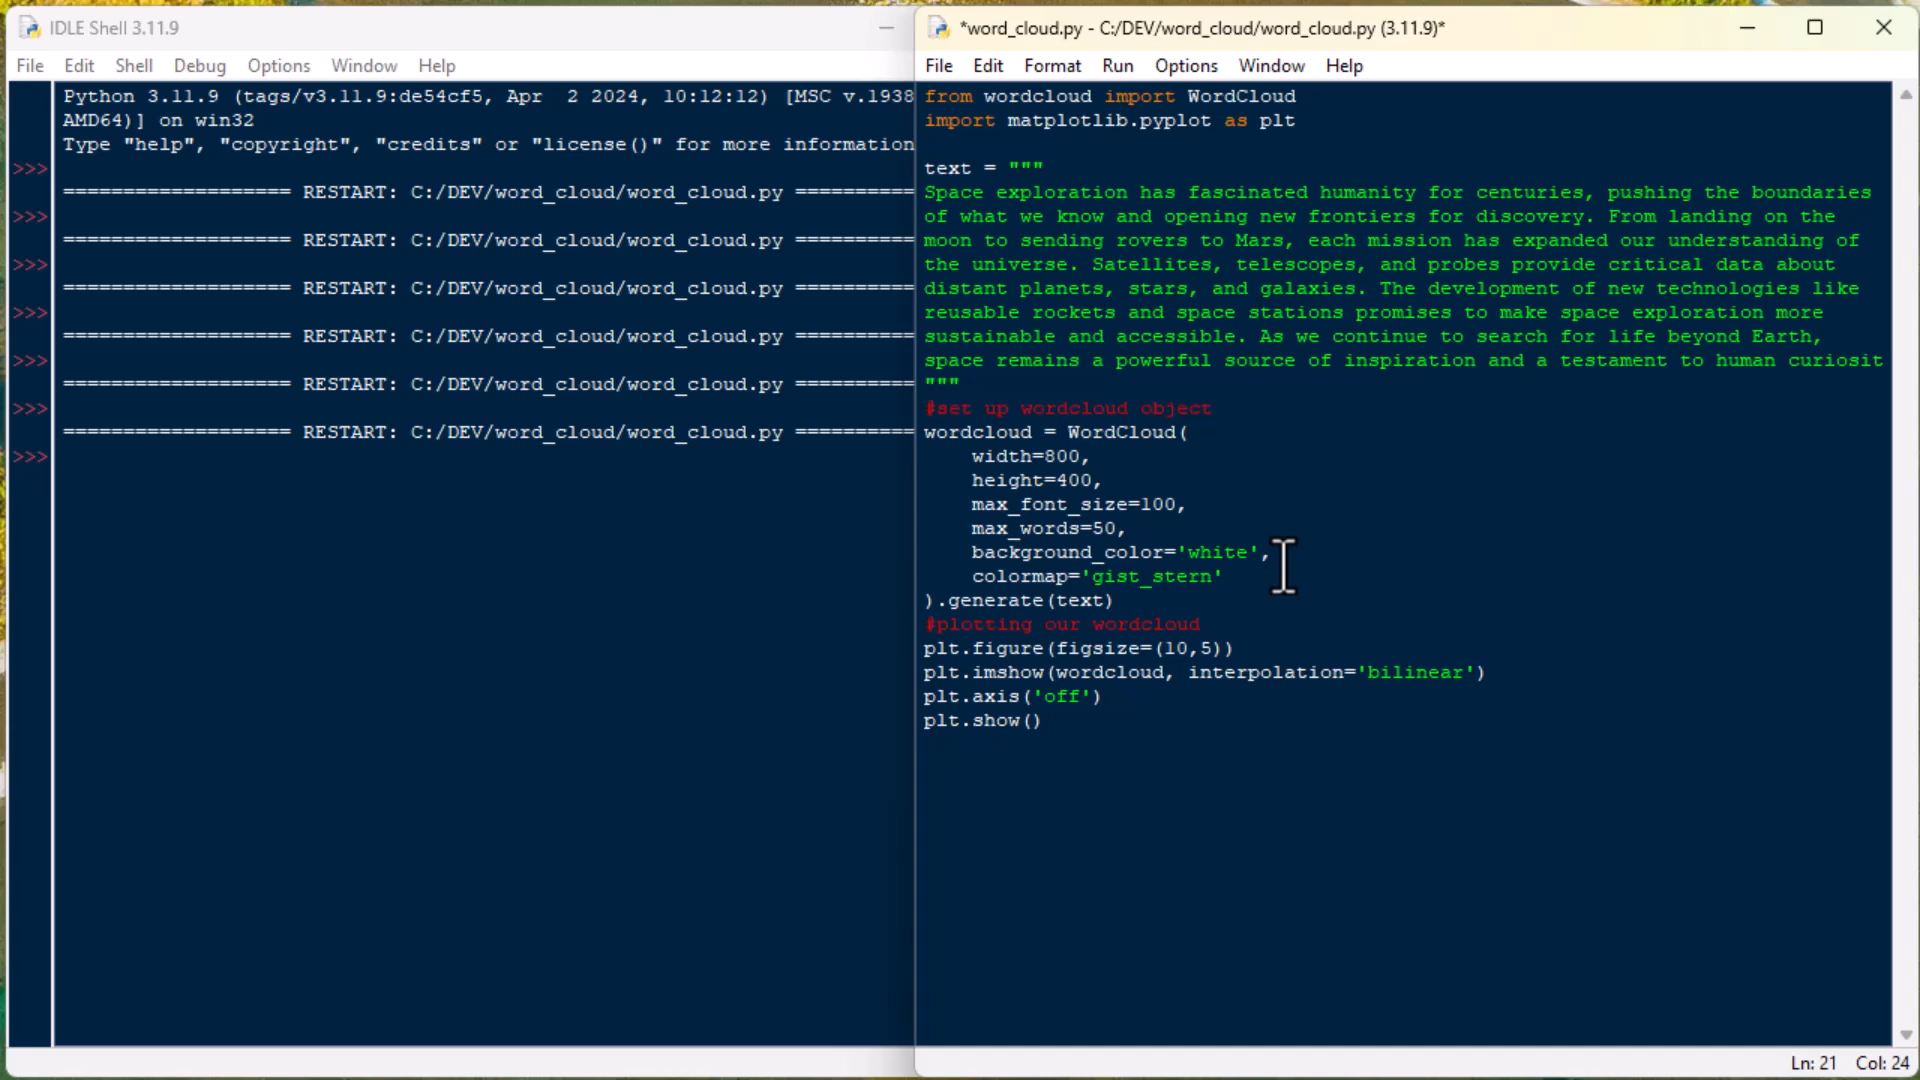 IDLE Shell 3.11.9
File Edit Shell Debug Options Window Help
Python 3.11.9 (tags/v3.11.9:de54cf5, Apr  2 2024, 10:12:12) [MSC v.1938
AMD64)] on win32
Type "help", "copyright", "credits" or "license()" for more information
>>>
=================== RESTART: C:/DEV/word_cloud/word_cloud.py ==========
>>>
=================== RESTART: C:/DEV/word_cloud/word_cloud.py ==========
>>>
=================== RESTART: C:/DEV/word_cloud/word_cloud.py ==========
>>>
=================== RESTART: C:/DEV/word_cloud/word_cloud.py ==========
>>>
=================== RESTART: C:/DEV/word_cloud/word_cloud.py ==========
>>>
=================== RESTART: C:/DEV/word_cloud/word_cloud.py ==========
>>>
*word_cloud.py - C:/DEV/word_cloud/word_cloud.py (3.11.9)*
File Edit Format Run Options Window Help
from wordcloud import WordCloud
import matplotlib.pyplot as plt
text = """
Space exploration has fascinated humanity for centuries, pushing the boundaries
of what we know and opening new frontiers for discovery. From landing on the
moon to sending rovers to Mars, each mission has expanded our understanding of
the universe. Satellites, telescopes, and probes provide critical data about
distant planets, stars, and galaxies. The development of new technologies like
reusable rockets and space stations promises to make space exploration more
sustainable and accessible. As we continue to search for life beyond Earth,
space remains a powerful source of inspiration and a testament to human curiosit
"""
#set up wordcloud object
wordcloud = WordCloud(
    width=800,
    height=400,
    max_font_size=100,
    max_words=50,
    background_color='white',
    colormap='gist_stern'
).generate(text)
#plotting our wordcloud
plt.figure(figsize=(10,5))
plt.imshow(wordcloud, interpolation='bilinear')
plt.axis('off')
plt.show()
Ln: 21 Col: 24